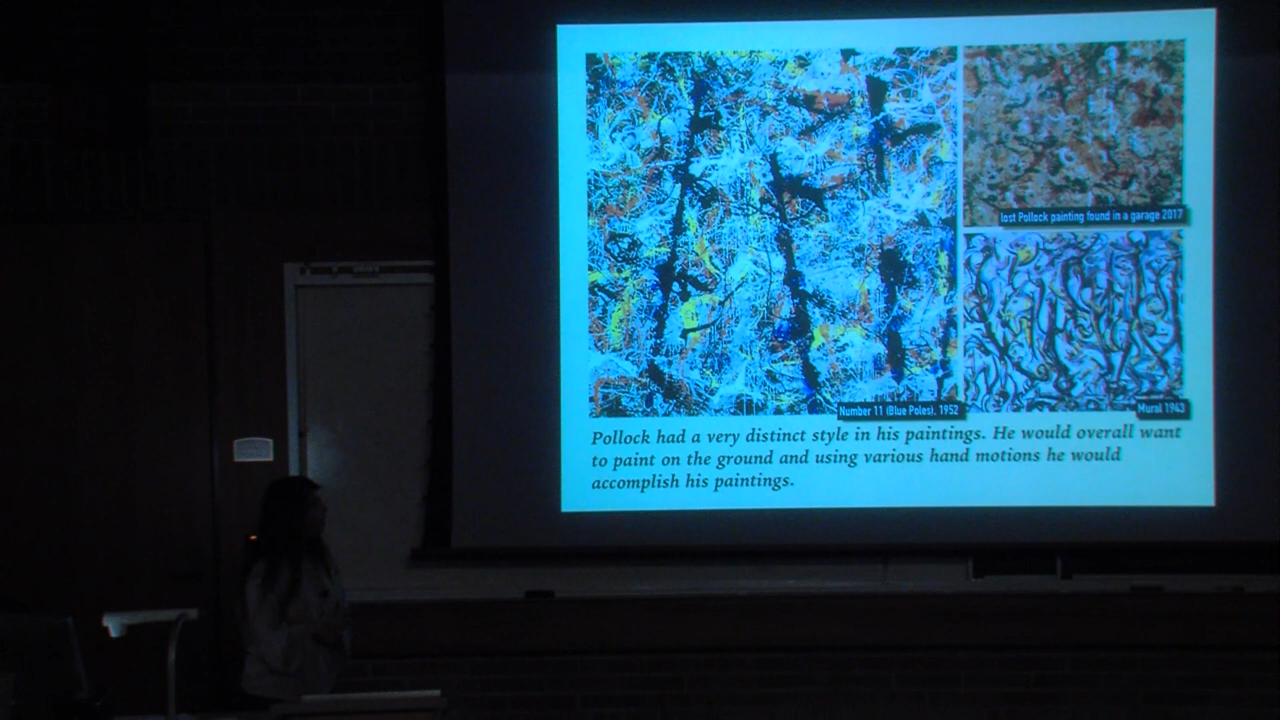 lost Pollock painting found in a garage 2017
Number 11 (Blue Poles), 1952
Mural 1943
Pollock had a very distinct style in his paintings. He would overall want
to paint on the ground and using various hand motions he would
accomplish his paintings.